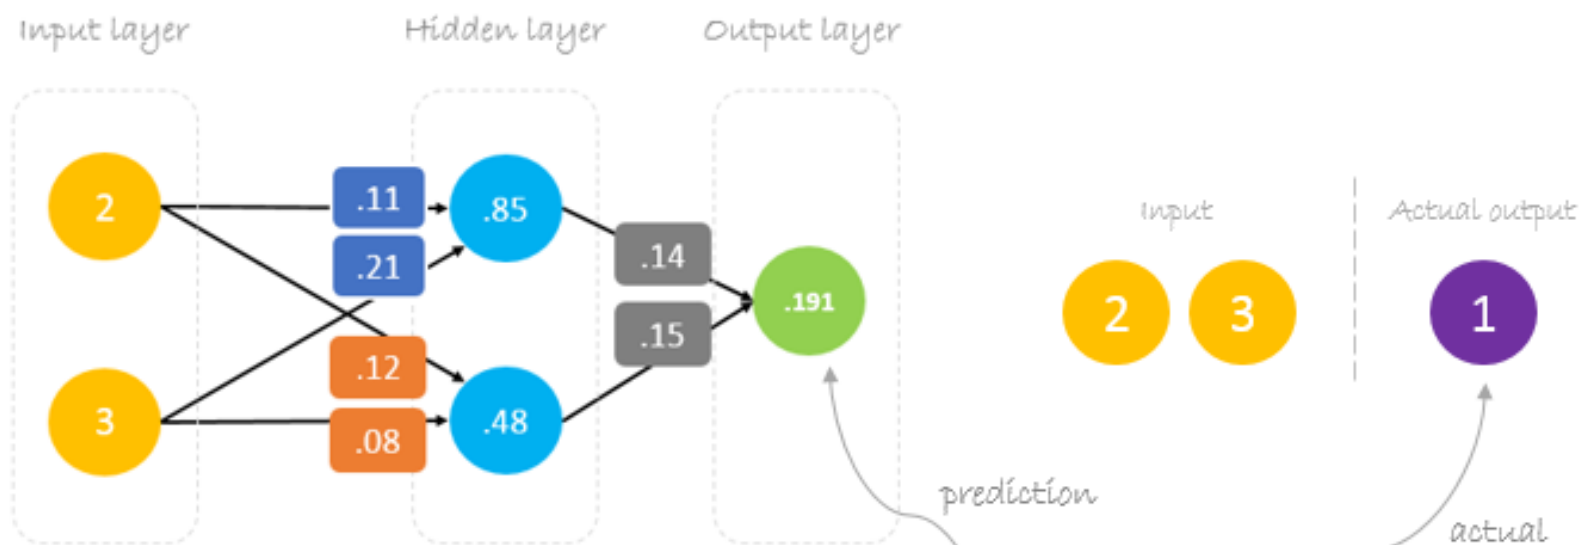 Input layer
Hidden layer
Output layer
2
.11
.85
.21
.14
.191
.15
.12
3
.48
.08
Input
Actual output
2 3
1
prediction
actual